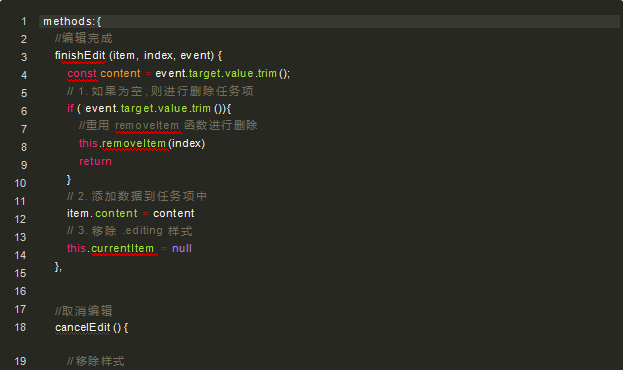 1 methods:{
2 //编辑完成
3 finishEdit (item, index, event) {
4 const content = event.target.value.trim ();
5 // 1.如果为空,则进行删除任务项
6 if ( event.target.value.trim ()){
7 //重用 removeItem 函数进行删除
8 this.removeItem (index)
9 return
10 }
11 // 2.添加数据到任务项中
12 item. content = content
13 // 3.移除 .editing 样式
14 this.currentItem = null
15 },
16
17 //取消编辑
18 cancelEdit () {
19 //移除样式